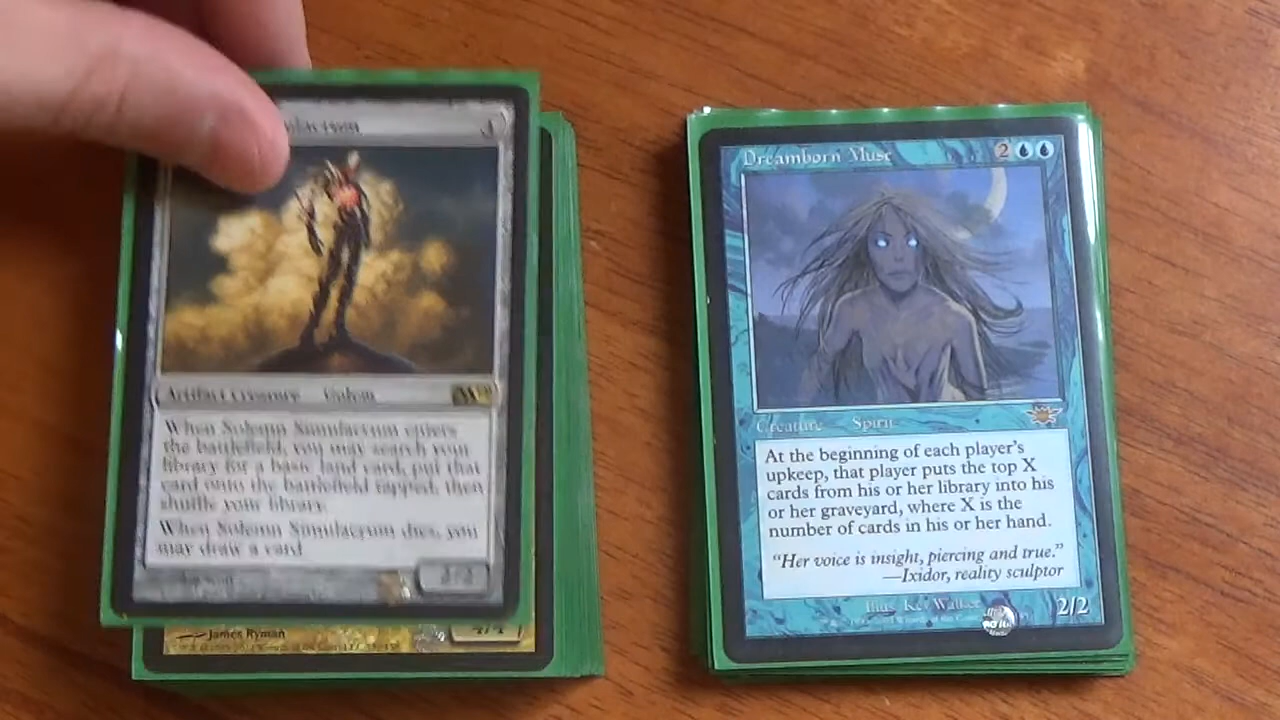 Artifact Creature Golem
When Solemn Simulacrum enters
the battlefield, you may search your
library for a basic land card, put that
card onto the battlefield tapped, then
shuffle your library.
When Solemn Simulacrum dies, you
may draw a card
2/2
James Ryman
4/4
Dreamborn Muse 2
Creature Spirit
At the beginning of each player's
upkeep, that player puts the top X
cards from his or her library into his
or her graveyard, where X is the
number of cards in his or her hand.
"Her voice is insight, piercing and true."
—Ixidor, reality sculptor
Illus. Kev Walker
2/2